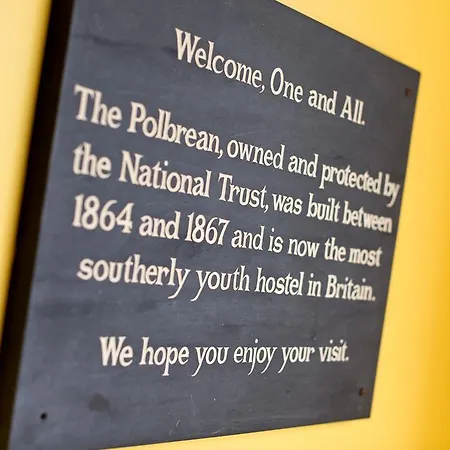 Welcome, One and All.
The Polbrean, owned and protected by
the National Trust, was built between
1864 and 1867 and is now the most
southerly youth hostel in Britain.
We hope you enjoy your visit.